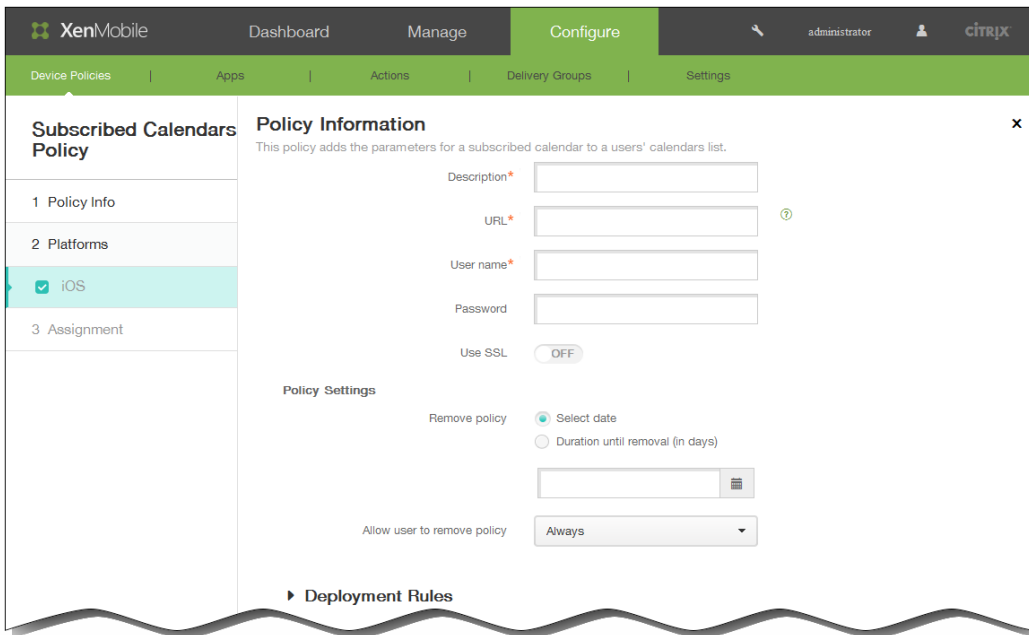 XenMobile Dashboard Manage Configure administrator CİTRIX
Device Policies | Apps | Actions | Delivery Groups | Settings
Subscribed Calendars
Policy
1 Policy Info
2 Platforms
iOS
3 Assignment
Policy Information
This policy adds the parameters for a subscribed calendar to a users' calendars list.
Description*
URL*
User name*
Password
Use SSL OFF
Policy Settings
Remove policy Select date
Duration until removal (in days)
Allow user to remove policy Always
Deployment Rules